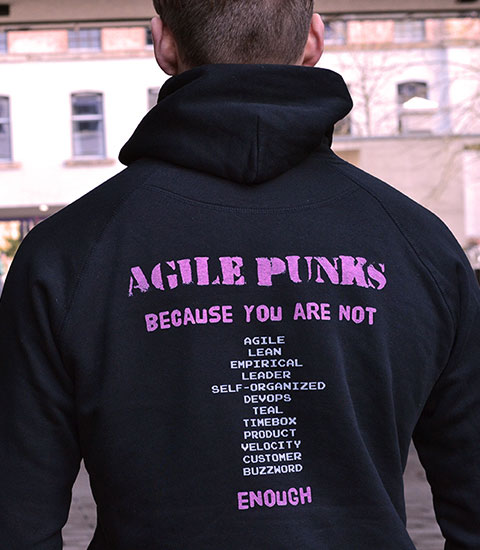 AGILE PUNKS
BECAUSE YOU ARE NOT
AGILE
LEAN
EMPIRICAL
LEADER
SELF-ORGANIZED
DEVOPS
TEAL
TIMEBOX
PRODUCT
VELOCITY
CUSTOMER
BUZZWORD
ENOUGH